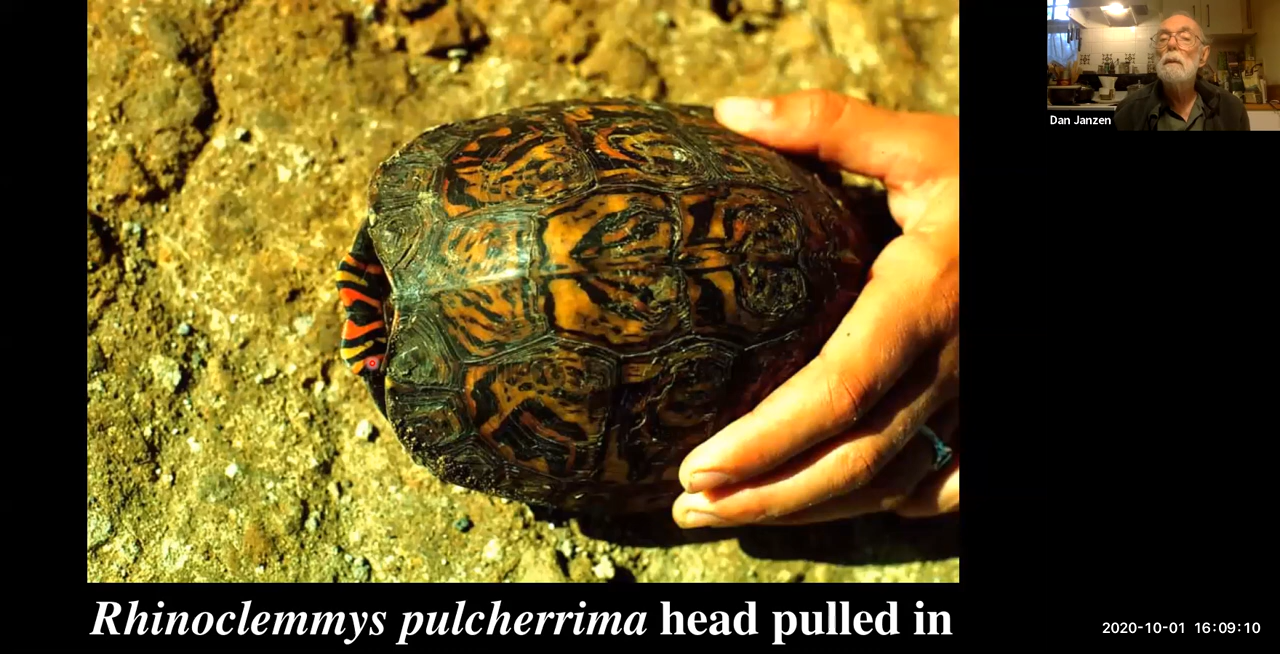 Dan Janzen
Rhinoclemmys pulcherrima head pulled in
2020-10-01 16:09:10